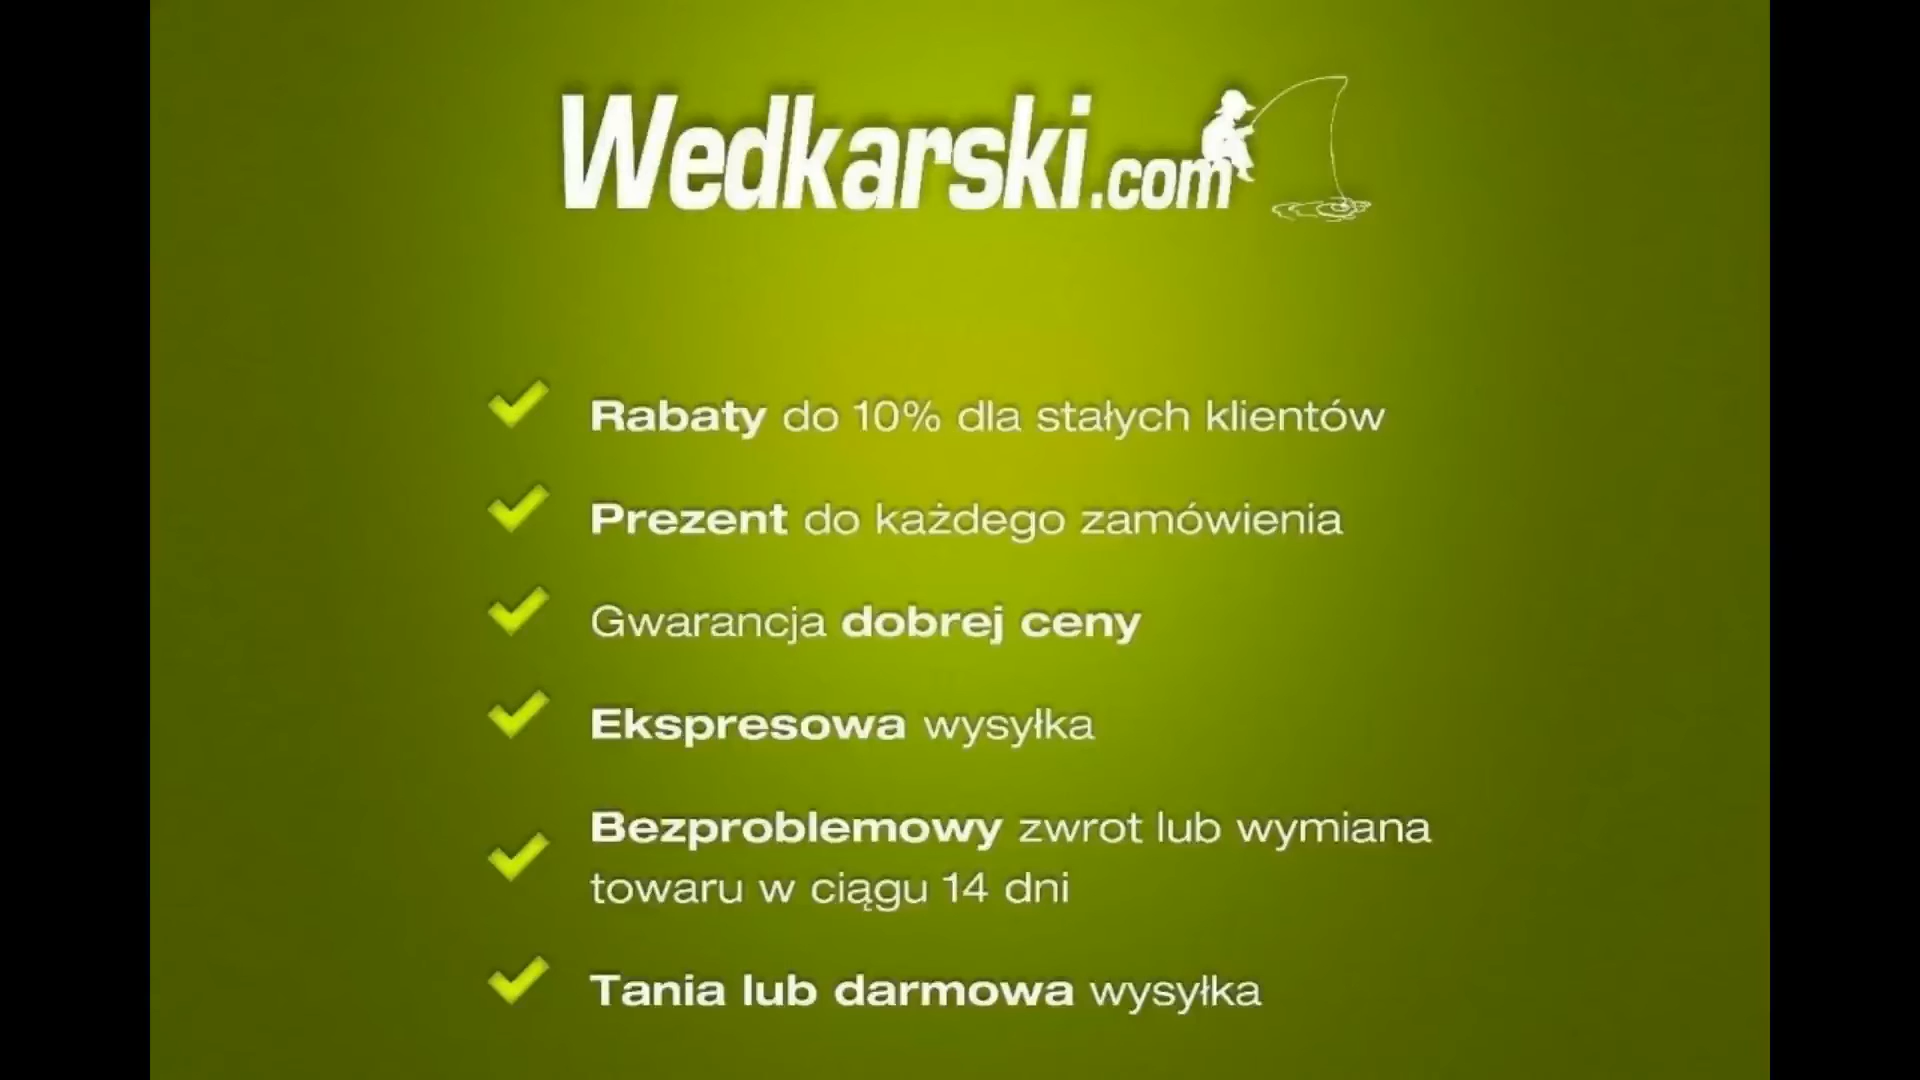 Wedkarski.com
Rabaty do 10% dla stałych klientów
Prezent do każdego zamówienia
Gwarancja dobrej ceny
Ekspresowa wysyłka
Bezproblemowy zwrot lub wymiana
towaru w ciągu 14 dni
Tania lub darmowa wysyłka